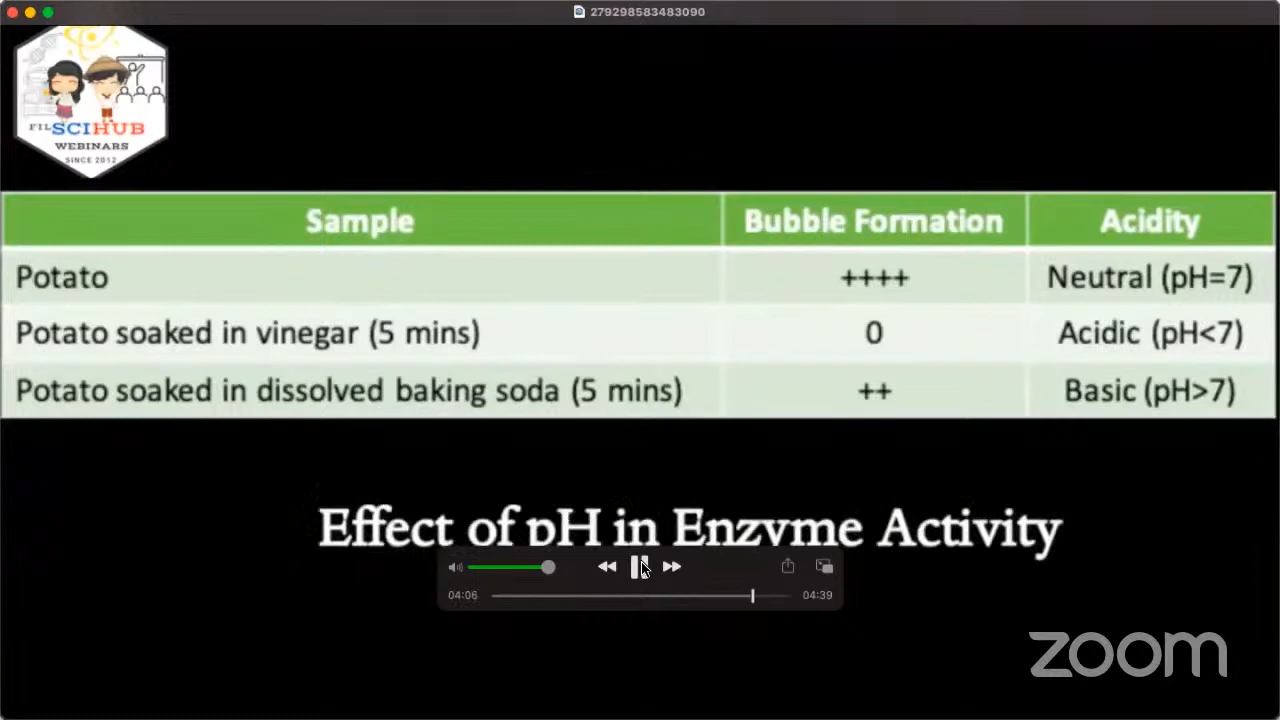 279298583483090
FILSCIHUB
WEBINARS
SINCE 2012
Sample Bubble Formation Acidity
Potato ++++ Neutral (pH=7)
Potato soaked in vinegar (5 mins) 0 Acidic (pH<7)
Potato soaked in dissolved baking soda (5 mins) ++ Basic (pH>7)
Effect of pH in Enzyme Activity
04:06 04:39
zoom